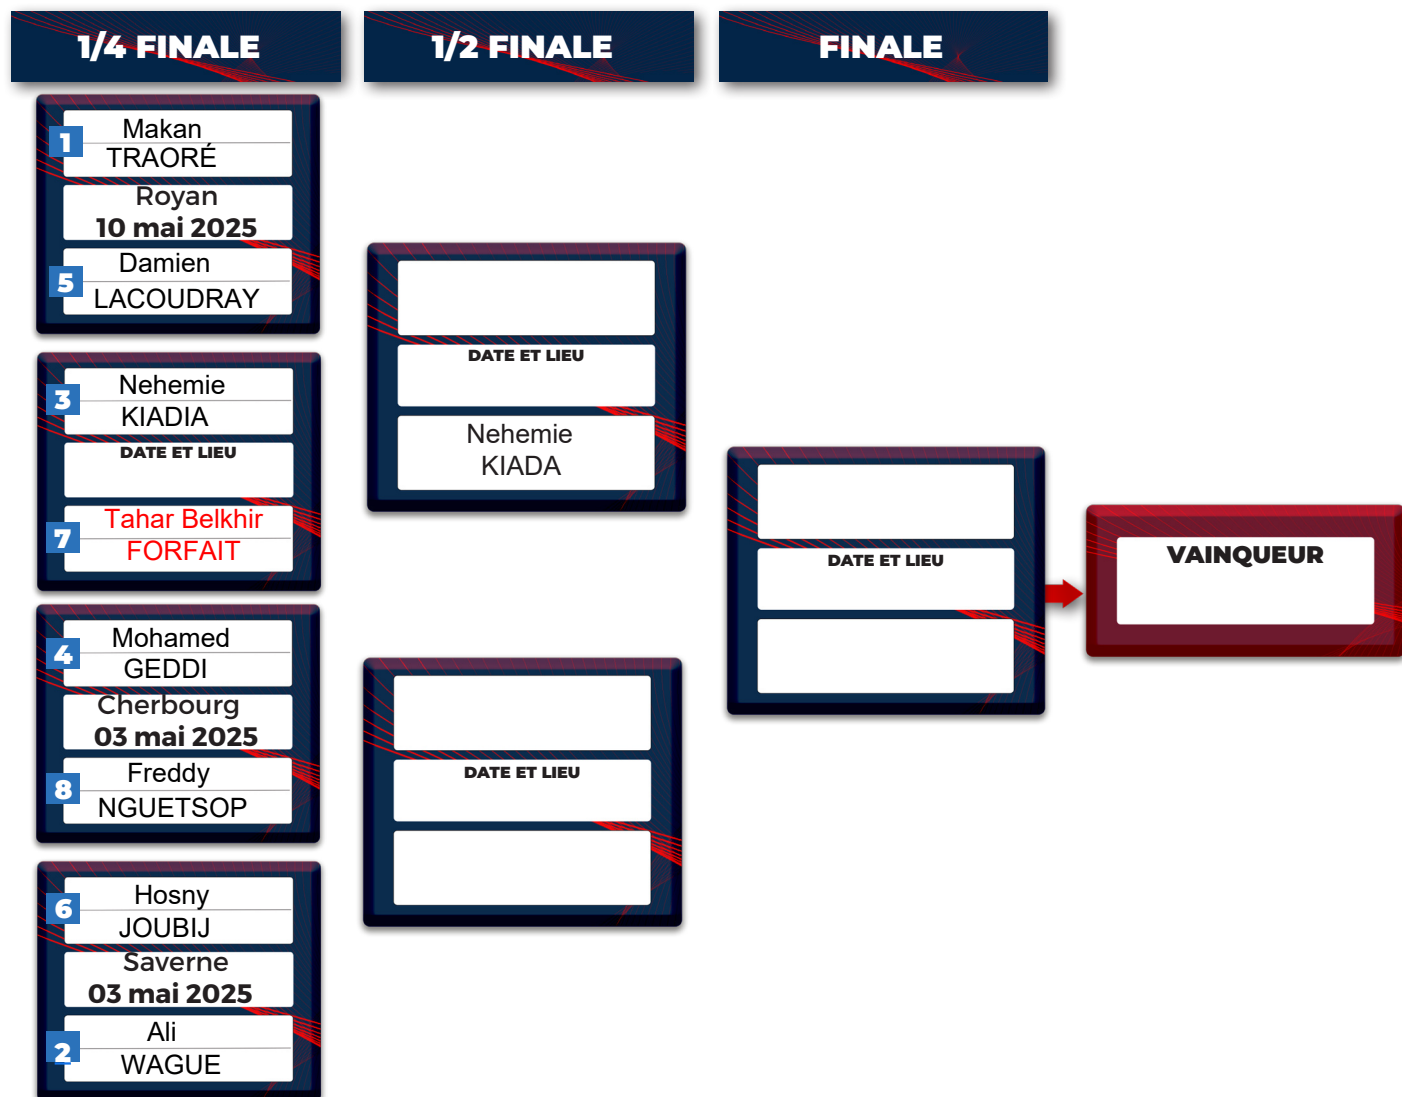 1/4 FINALE
1/2 FINALE
FINALE
1
Makan
TRAORÉ
Royan
10 mai 2025
5
Damien
LACOUDRAY
3
Nehemie
KIADIA
DATE ET LIEU
7
Tahar Belkhir
FORFAIT
4
Mohamed
GEDDI
Cherbourg
03 mai 2025
8
Freddy
NGUETSOP
6
Hosny
JOUBIJ
Saverne
03 mai 2025
2
Ali
WAGUE
DATE ET LIEU
Nehemie
KIADA
DATE ET LIEU
DATE ET LIEU
VAINQUEUR